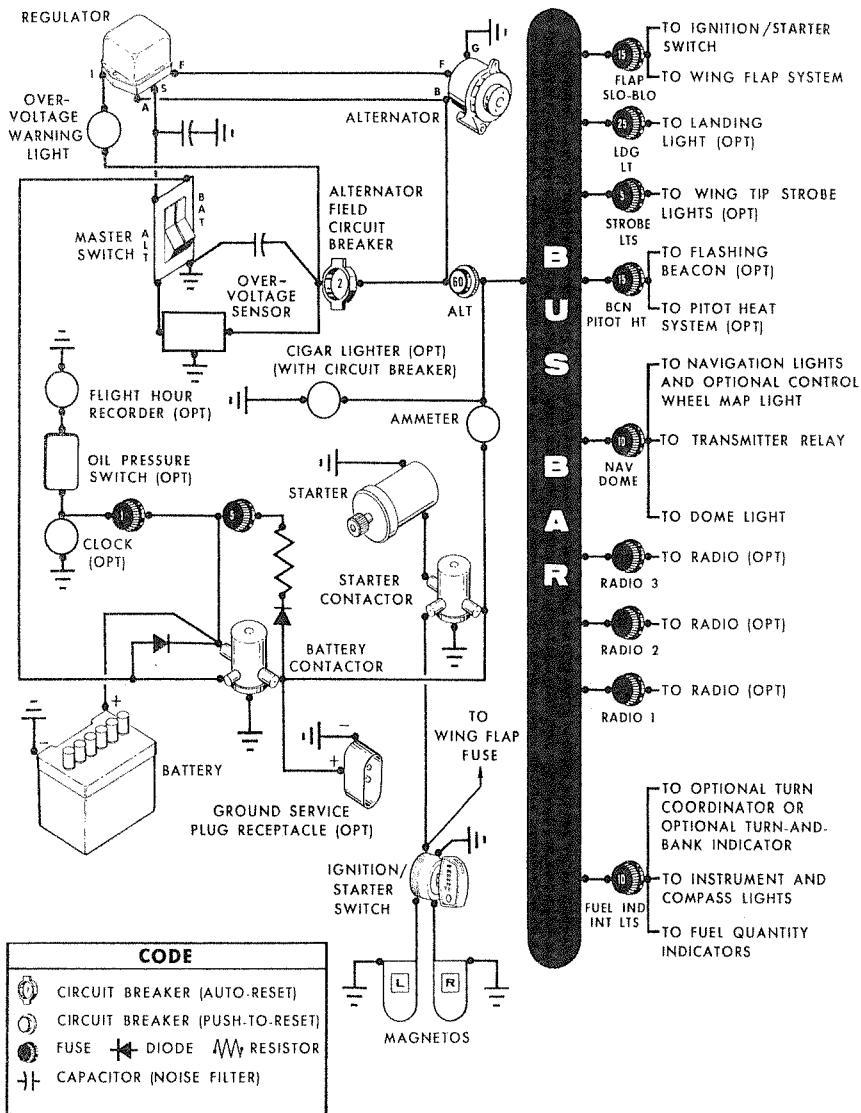 REGULATOR
I
A
S
F
F
G
B
OVER-
VOLTAGE
WARNING
LIGHT
ALTERNATOR
BAT
ALT
MASTER
SWITCH
ALTERNATOR
FIELD
CIRCUIT
BREAKER
2
60
ALT
OVER-
VOLTAGE
SENSOR
CIGAR LIGHTER (OPT)
(WITH CIRCUIT BREAKER)
AMMETER
FLIGHT HOUR
RECORDER (OPT)
OIL PRESSURE
SWITCH (OPT)
CLOCK
(OPT)
STARTER
STARTER
CONTACTOR
BATTERY
CONTACTOR
+
-
BATTERY
-
+
GROUND SERVICE
PLUG RECEPTACLE (OPT)
TO
WING FLAP
FUSE
IGNITION/
STARTER
SWITCH
L
R
MAGNETOS
BUS BAR
15
FLAP
SLO-BLO
TO IGNITION/STARTER
SWITCH
TO WING FLAP SYSTEM
25
LDG
LT
TO LANDING
LIGHT (OPT)
STROBE
LTS
TO WING TIP STROBE
LIGHTS (OPT)
15
BCN
PITOT HT
TO FLASHING
BEACON (OPT)
TO PITOT HEAT
SYSTEM (OPT)
10
NAV
DOME
TO NAVIGATION LIGHTS
AND OPTIONAL CONTROL
WHEEL MAP LIGHT
TO TRANSMITTER RELAY
TO DOME LIGHT
RADIO 3
TO RADIO (OPT)
RADIO 2
TO RADIO (OPT)
RADIO 1
TO RADIO (OPT)
10
FUEL IND
INT LTS
TO OPTIONAL TURN
COORDINATOR OR
OPTIONAL TURN-AND-
BANK INDICATOR
TO INSTRUMENT AND
COMPASS LIGHTS
TO FUEL QUANTITY
INDICATORS
CODE
CIRCUIT BREAKER (AUTO-RESET)
CIRCUIT BREAKER (PUSH-TO-RESET)
FUSE DIODE RESISTOR
CAPACITOR (NOISE FILTER)